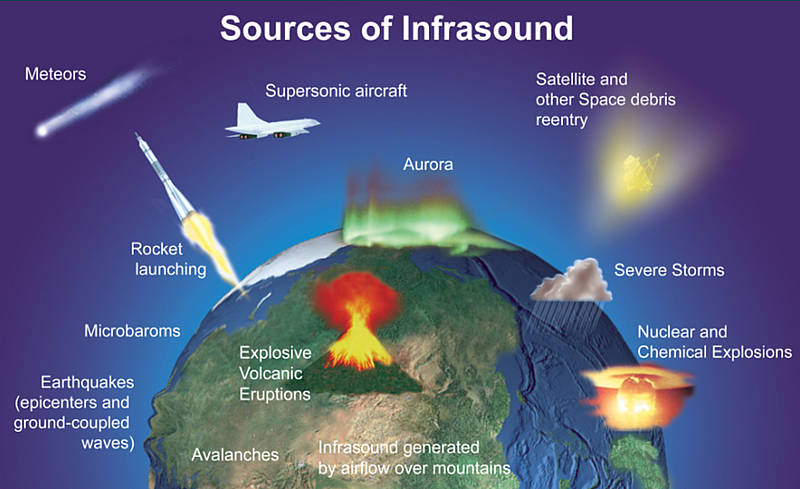 Sources of Infrasound
Meteors
Supersonic aircraft
Satellite and
other Space debris
reentry
Aurora
Rocket
launching
Severe Storms
Microbaroms
Nuclear and
Chemical Explosions
Explosive
Volcanic
Eruptions
Earthquakes
(epicenters and
ground-coupled
waves)
Avalanches
Infrasound generated
by airflow over mountains